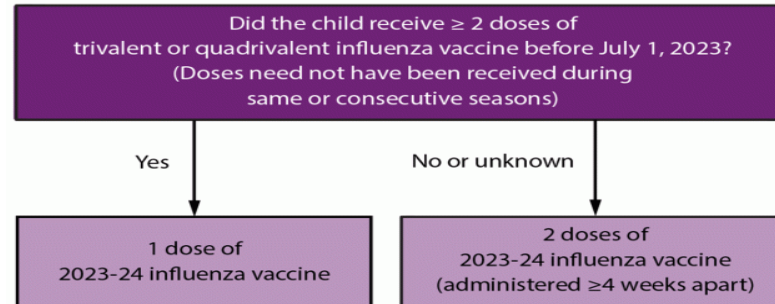 Did the child receive ≥ 2 doses of
trivalent or quadrivalent influenza vaccine before July 1, 2023?
(Doses need not have been received during
same or consecutive seasons)
Yes
No or unknown
1 dose of
2023-24 influenza vaccine
2 doses of
2023-24 influenza vaccine
(administered ≥4 weeks apart)